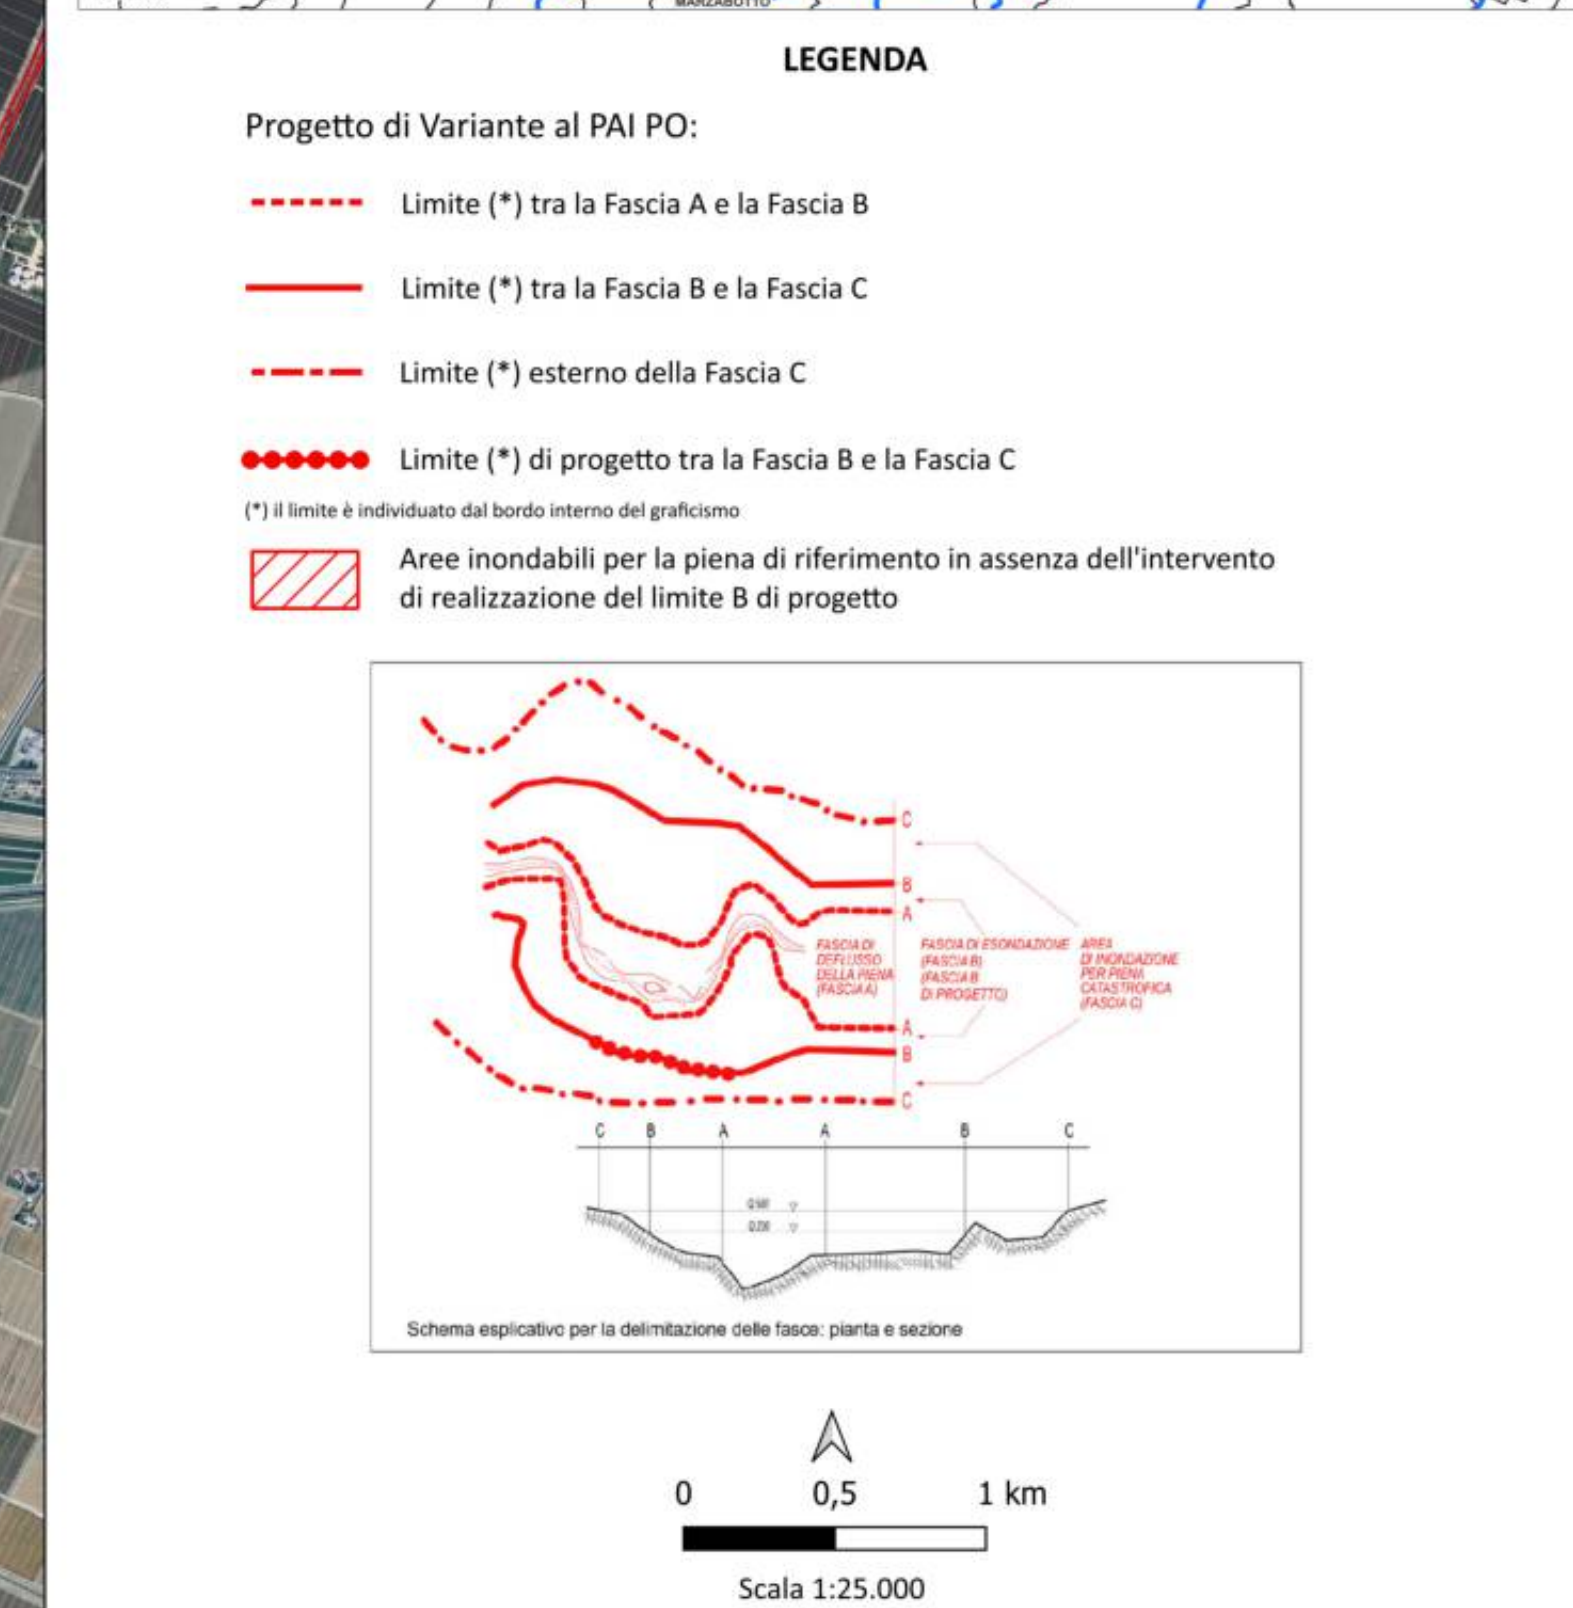 MARZABOTTO
LEGENDA
Progetto di Variante al PAI PO:
Limite (*) tra la Fascia A e la Fascia B
Limite (*) tra la Fascia B e la Fascia C
Limite (*) esterno della Fascia C
Limite (*) di progetto tra la Fascia B e la Fascia C
(*) il limite è individuato dal bordo interno del graficismo
Aree inondabili per la piena di riferimento in assenza dell'intervento
di realizzazione del limite B di progetto
C
B
A
FASCIA DI
DEFLUSSO
DELLA PIENA
(FASCIA A)
FASCIA DI ESONDAZIONE
(FASCIA B)
(FASCIA B
DI PROGETTO)
AREA
DI INONDAZIONE
PER PIENA
CATASTROFICA
(FASCIA C)
A
B
C
C B A A B C
Schema esplicativo per la delimitazione delle fasce: pianta e sezione
0 0,5 1 km
Scala 1:25.000